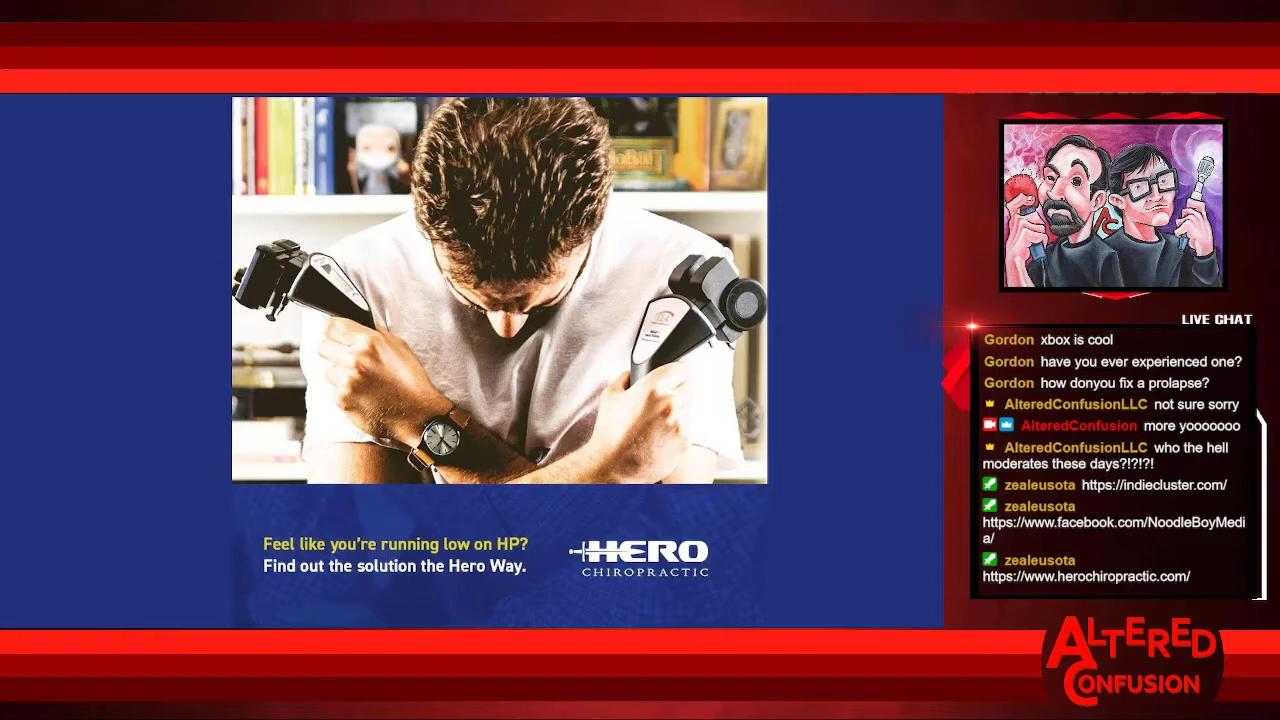 Feel like you're running low on HP?
Find out the solution the Hero Way.
HERO
CHIROPRACTIC
LIVE CHAT
Gordon xbox is cool
Gordon have you ever experienced one?
Gordon how donyou fix a prolapse?
AlteredConfusionLLC not sure sorry
AlteredConfusion more yooooooo
AlteredConfusionLLC who the hell
moderates these days?!?!?!
zealeusota https://indiecluster.com/
zealeusota
https://www.facebook.com/NoodleBoyMedi
a/
zealeusota
https://www.herochiropractic.com/
ALTERED
CONFUSION